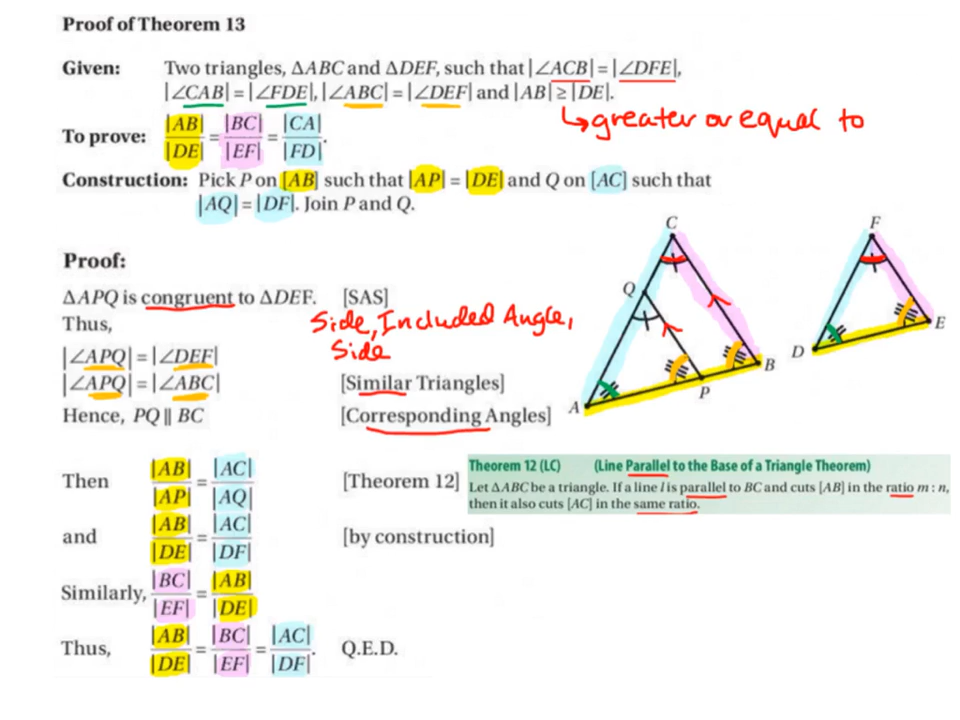 Proof of Theorem 13
Given: Two triangles, ΔABC and ΔDEF, such that |∠ACB| = |∠DFE|,
|∠CAB| = |∠FDE|, |∠ABC| = |∠DEF| and |AB| ≥ |DE|.
↳greater or equal to
To prove: |AB|/|DE| = |BC|/|EF| = |CA|/|FD|.
Construction: Pick P on [AB] such that |AP| = |DE| and Q on [AC] such that
|AQ| = |DF|. Join P and Q.
Proof:
ΔAPQ is congruent to ΔDEF. [SAS]
Side, Included Angle,
Side
Thus,
|∠APQ| = |∠DEF|
|∠APQ| = |∠ABC| [Similar Triangles]
Hence, PQ || BC [Corresponding Angles]
C
Q
A
P
B
F
D
E
Then |AB|/|AP| = |AC|/|AQ| [Theorem 12]
Theorem 12 (LC) (Line Parallel to the Base of a Triangle Theorem)
Let ΔABC be a triangle. If a line l is parallel to BC and cuts [AB] in the ratio m : n,
then it also cuts [AC] in the same ratio.
and |AB|/|DE| = |AC|/|DF| [by construction]
Similarly, |BC|/|EF| = |AB|/|DE|
Thus, |AB|/|DE| = |BC|/|EF| = |AC|/|DF|. Q.E.D.